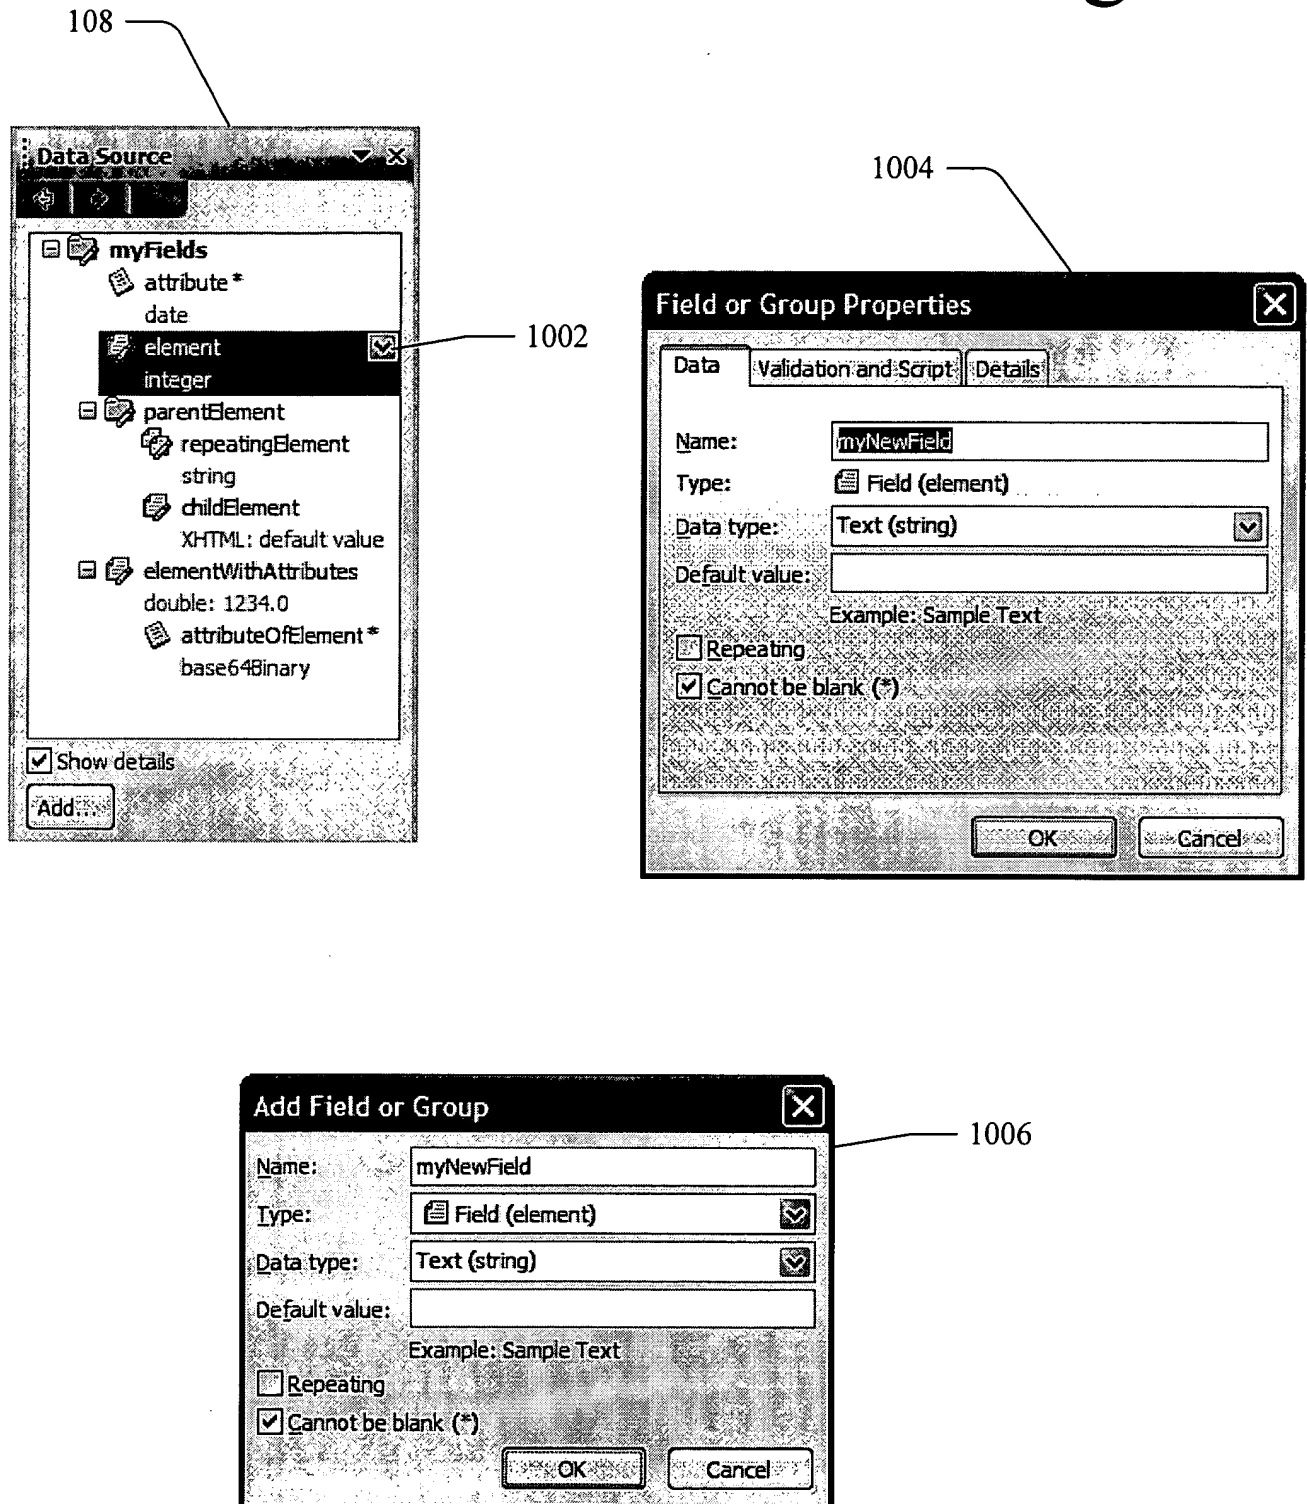 108
Data Source
myFields
attribute *
date
element
integer
parentElement
repeatingElement
string
childElement
XHTML: default value
elementWithAttributes
double: 1234.0
attributeOfElement *
base64Binary
Show details
Add...
1002
1004
Field or Group Properties
Data Validation and Script Details
Name: myNewField
Type: Field (element)
Data type: Text (string)
Default value:
Example: Sample Text
Repeating
Cannot be blank (*)
OK Cancel
Add Field or Group
1006
Name: myNewField
Type: Field (element)
Data type: Text (string)
Default value:
Example: Sample Text
Repeating
Cannot be blank (*)
OK Cancel